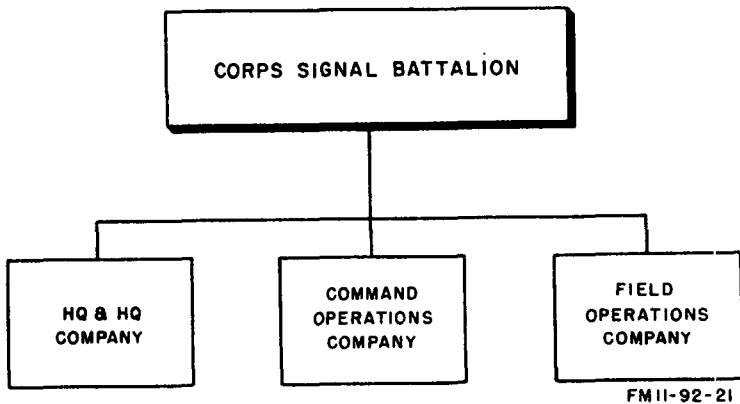 CORPS SIGNAL BATTALION
HQ & HQ
COMPANY
COMMAND
OPERATIONS
COMPANY
FIELD
OPERATIONS
COMPANY
FM11-92-21